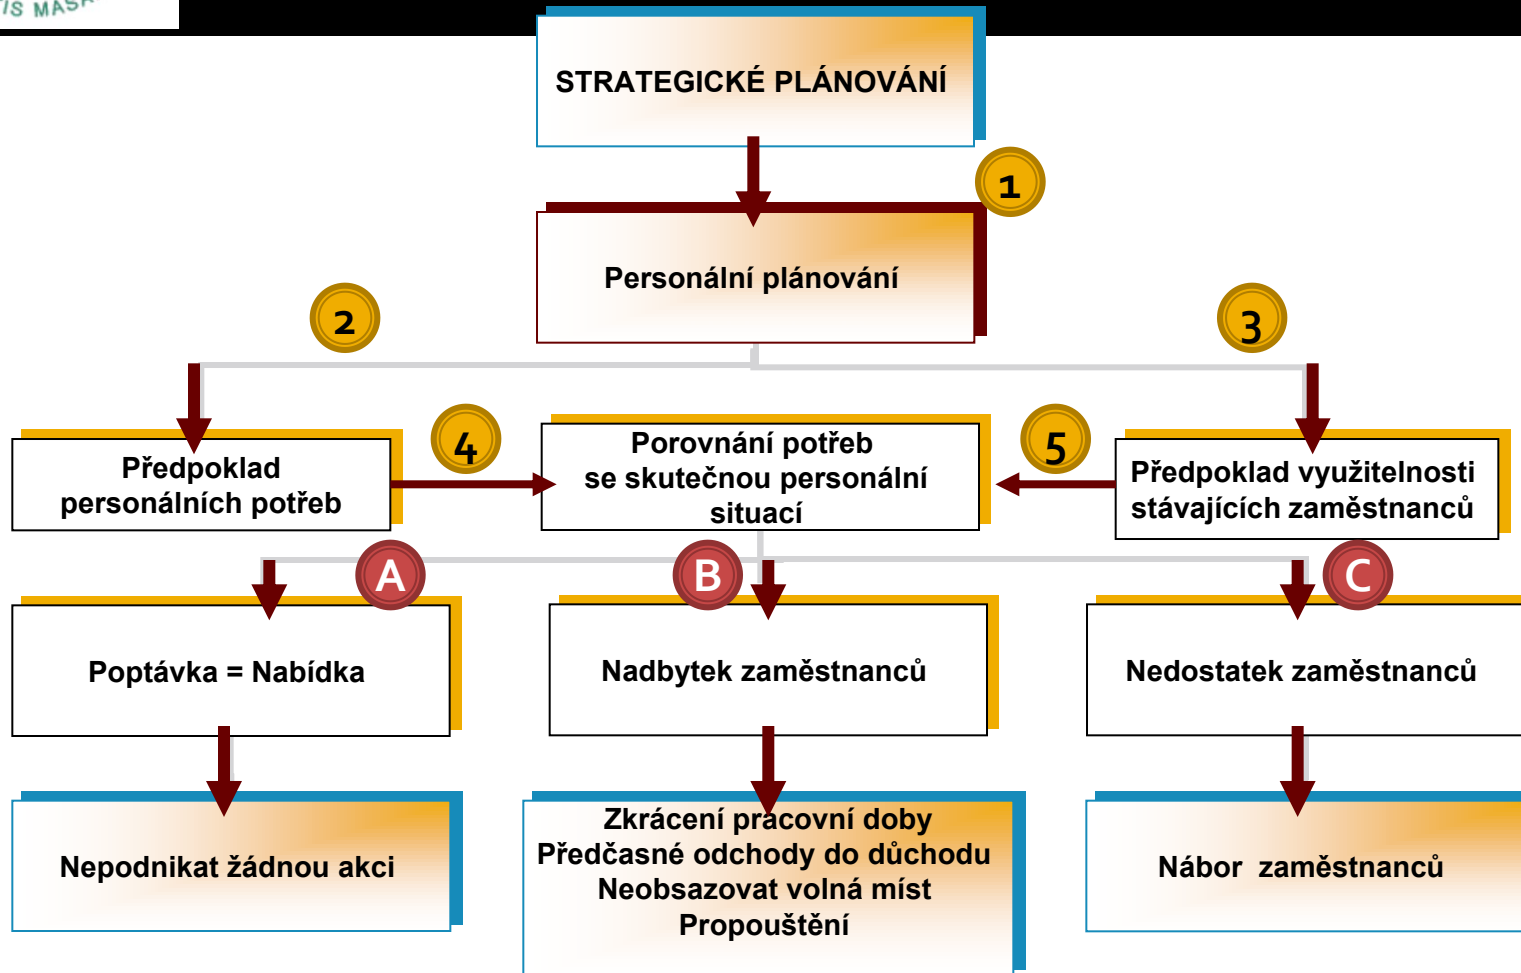 STRATEGICKÉ PLÁNOVÁNÍ
1
Personální plánování
2
3
Předpoklad
personálních potřeb
4
Porovnání potřeb
se skutečnou personální
situací
5
Předpoklad využitelnosti
stávajících zaměstnanců
A
B
C
Poptávka = Nabídka
Nadbytek zaměstnanců
Nedostatek zaměstnanců
Nepodnikat žádnou akci
Zkrácení pracovní doby
Předčasné odchody do důchodu
Neobsazovat volná míst
Propouštění
Nábor  zaměstnanců